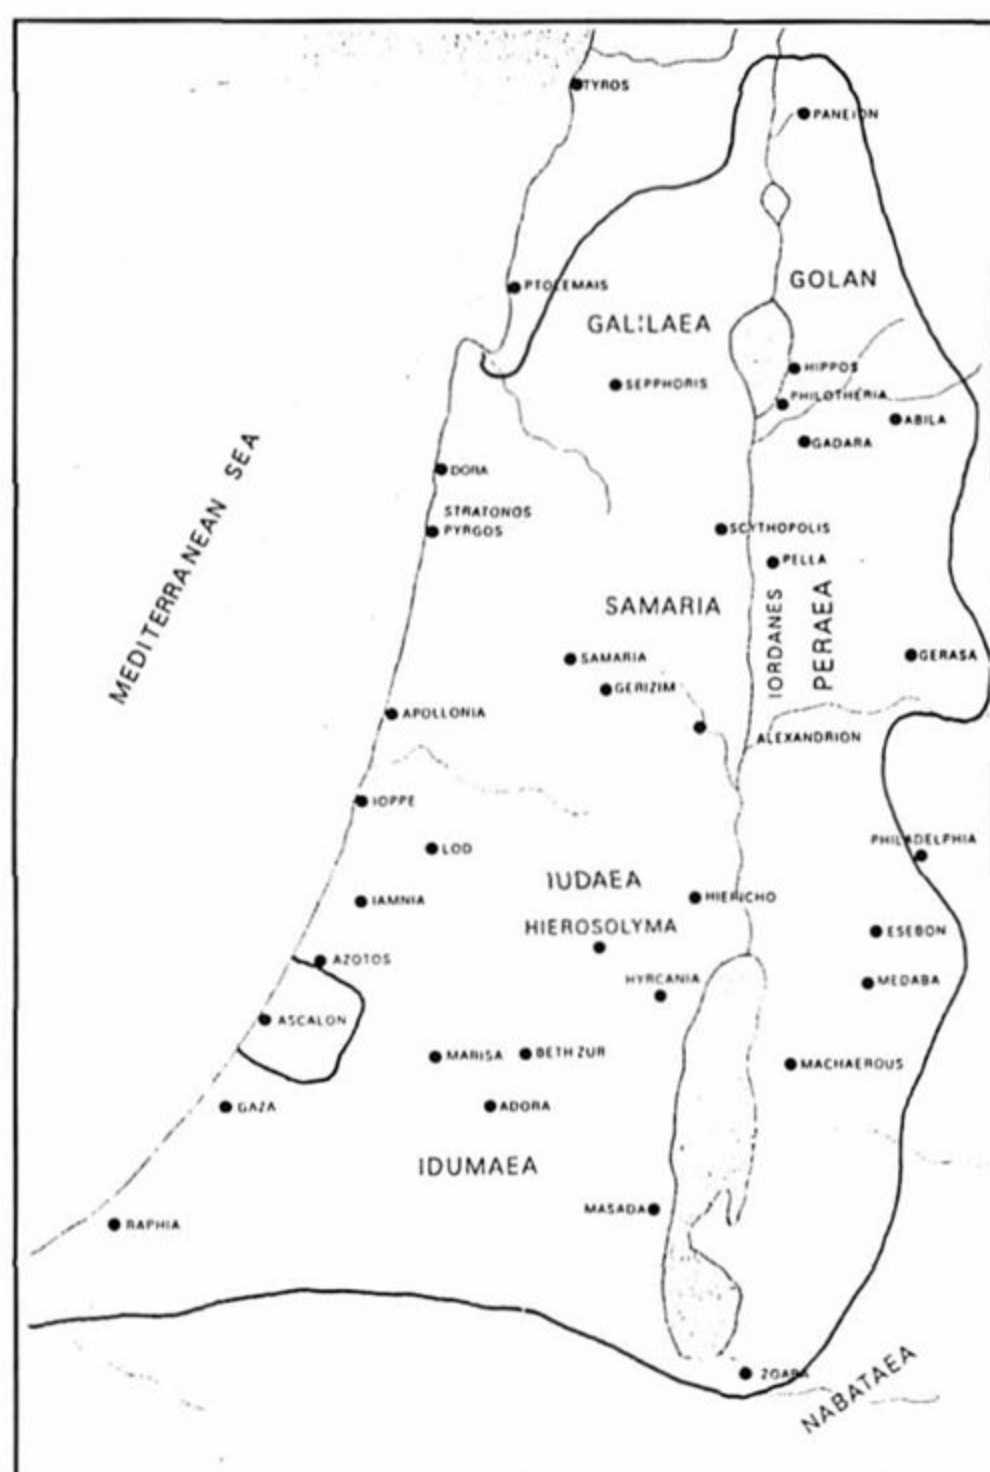 TYROS
PANEION
PTOLEMAIS
GOLAN
GALILAEA
HIPPOS
SEPPHORIS
PHILOTHERIA
ABILA
GADARA
MEDITERRANEAN SEA
DORA
STRATONOS
PYRGOS
SCYTHOPOLIS
PELLA
SAMARIA
IORDANES
PERAEA
SAMARIA
GERASA
GERIZIM
APOLLONIA
ALEXANDRION
IOPPE
PHILADELPHIA
LOD
IUDAEA
IAMNIA
HIERICHO
HIEROSOLYMA
ESEBON
AZOTOS
HYRCANIA
MEDABA
ASCALON
MARISA
BETHZUR
MACHAEROUS
GAZA
ADORA
IDUMAEA
MASADA
RAPHIA
ZOARA
NABATAEA